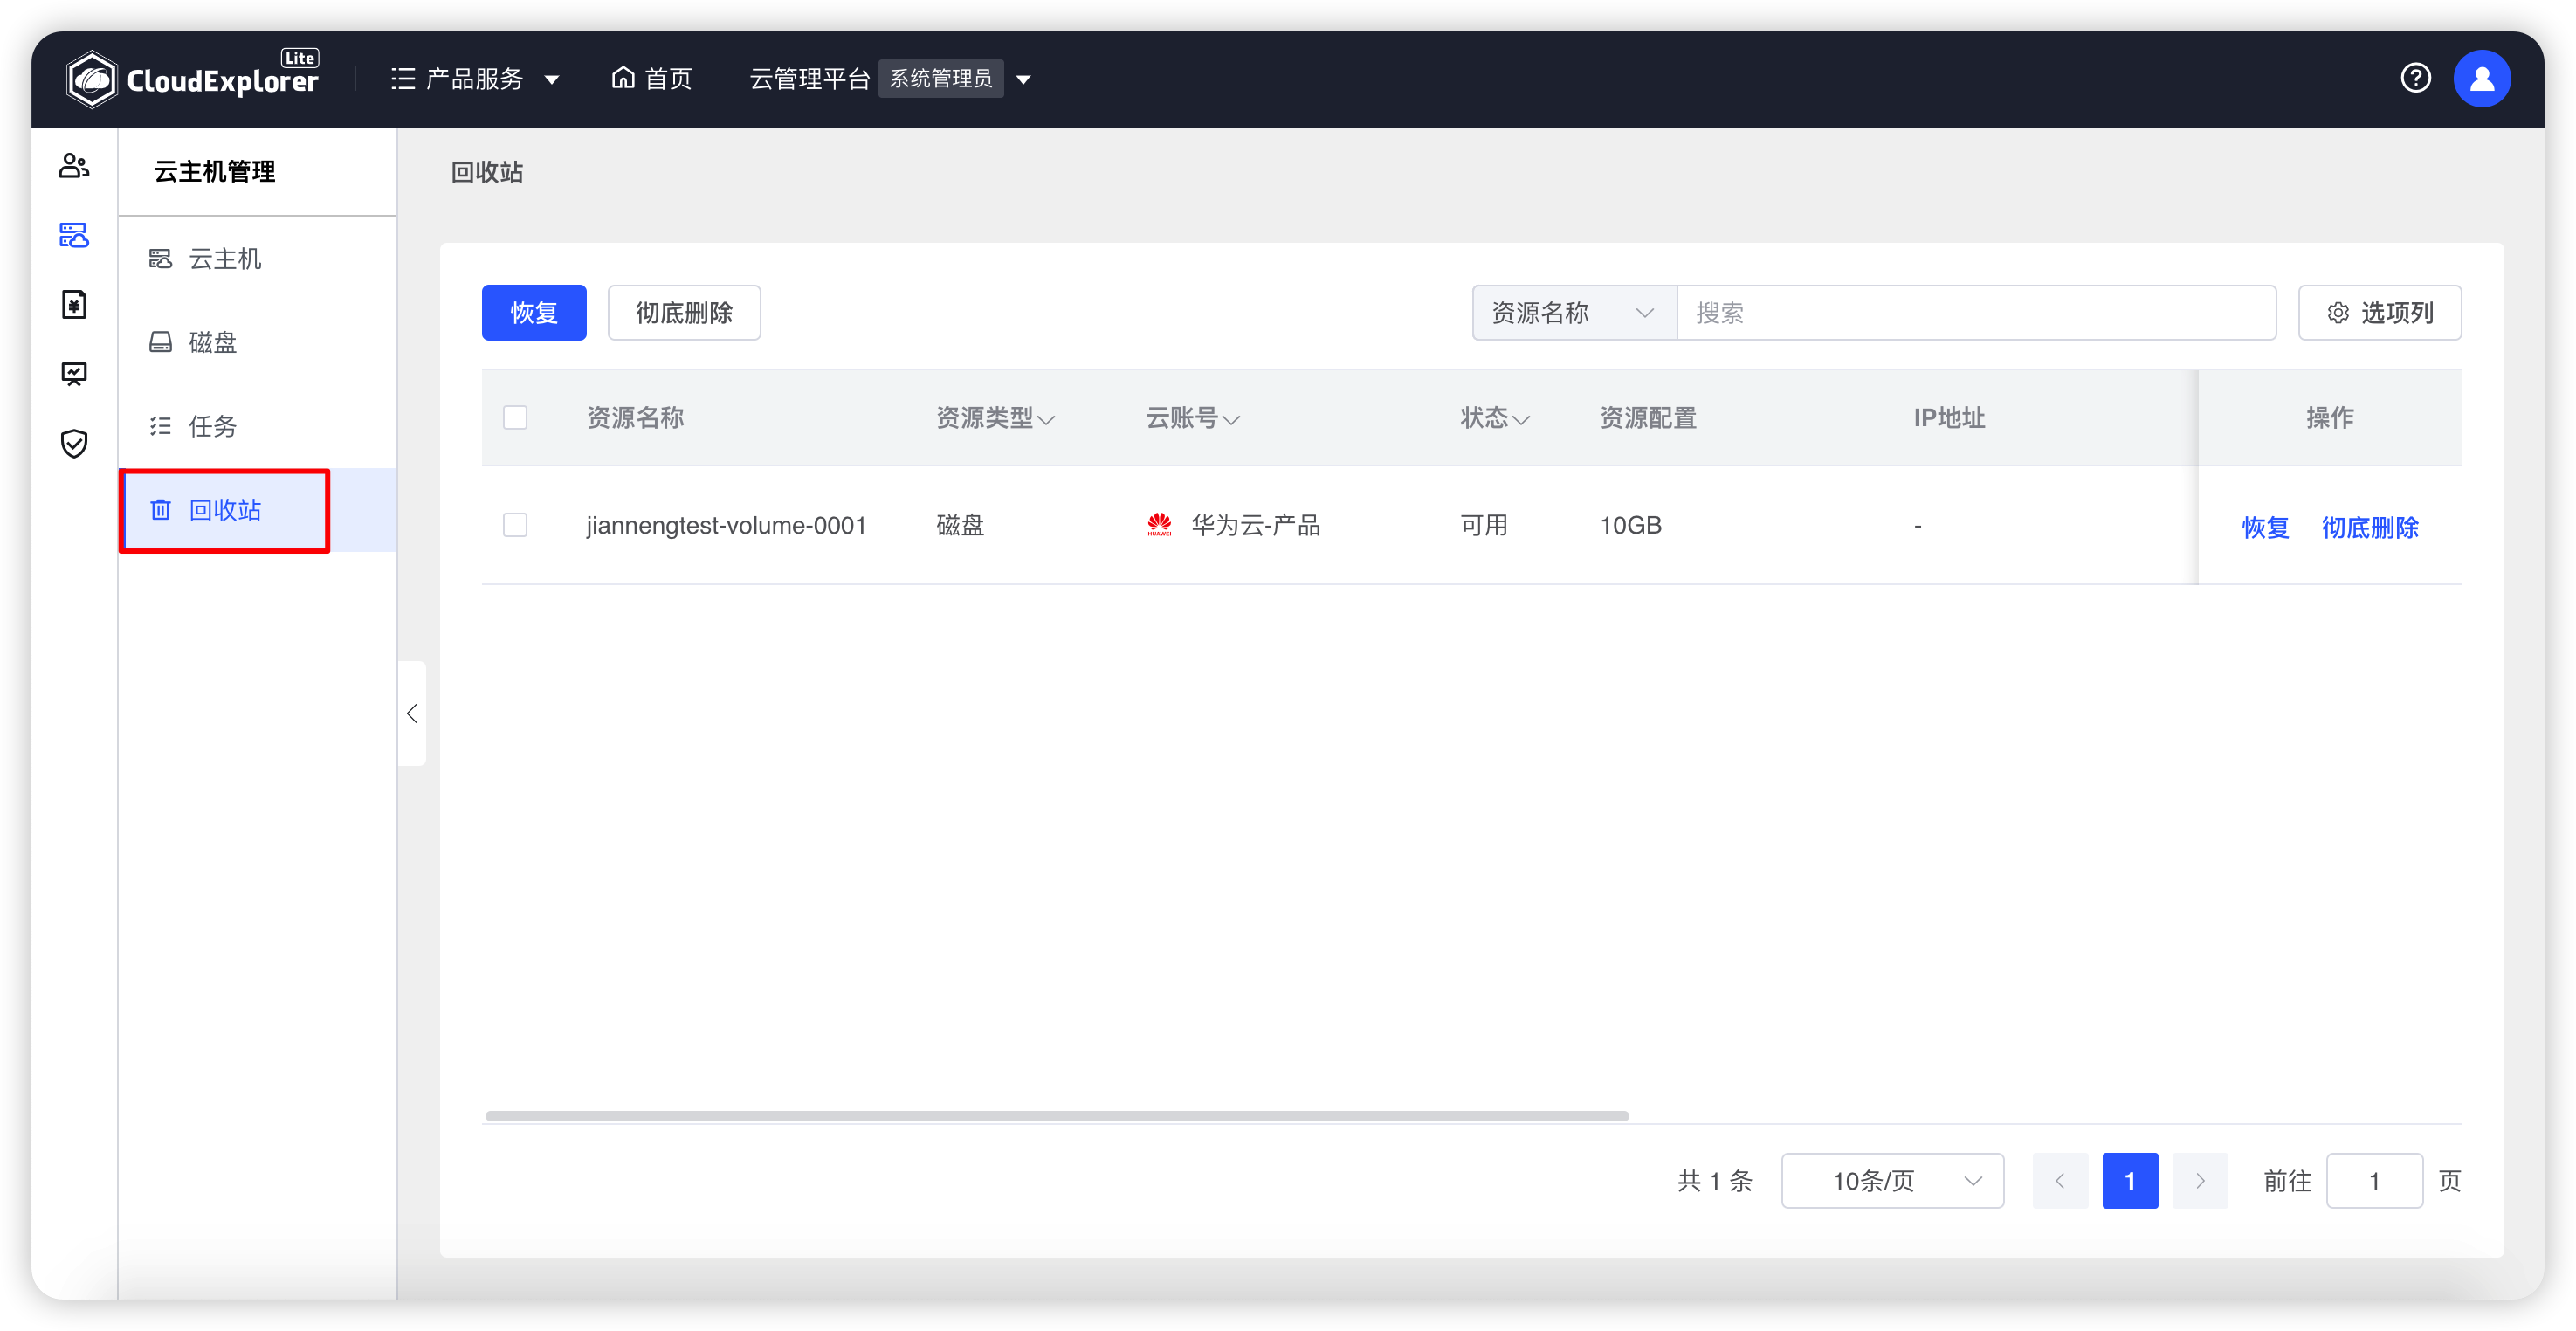 CloudExplorer Lite 产品服务 首页 云管理平台 系统管理员
云主机管理
云主机
磁盘
任务
回收站
回收站
恢复 彻底删除 资源名称 搜索 选项列
资源名称 资源类型 云账号 状态 资源配置 IP地址 操作
jiannengtest-volume-0001 磁盘 HUAWEI 华为云-产品 可用 10GB - 恢复 彻底删除
共 1 条 10条/页 1 前往 1 页